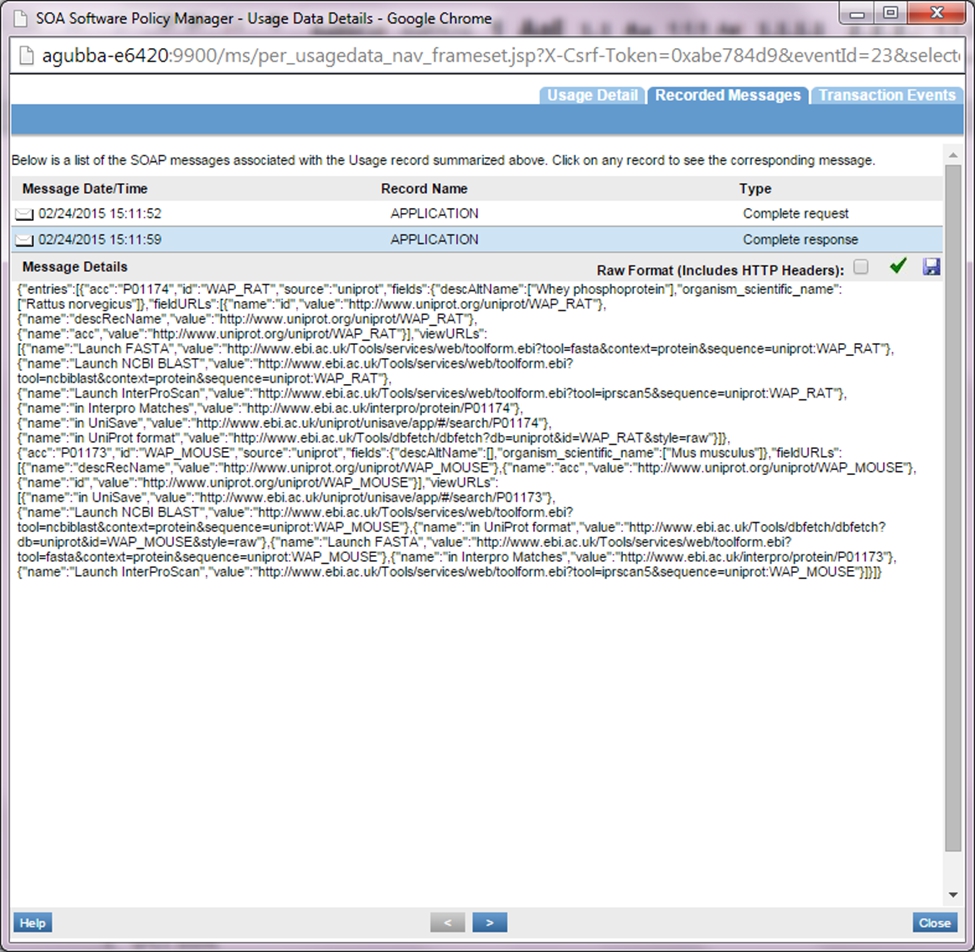 SOA Software Policy Manager - Usage Data Details - Google Chrome
agubba-e6420:9900/ms/per_usagedata_nav_frameset.jsp?X-Csrf-Token=0xabe784d9&eventId=23&selecte
Usage Detail Recorded Messages Transaction Events
Below is a list of the SOAP messages associated with the Usage record summarized above. Click on any record to see the corresponding message.
Message Date/Time Record Name Type
02/24/2015 15:11:52 APPLICATION Complete request
02/24/2015 15:11:59 APPLICATION Complete response
Message Details Raw Format (Includes HTTP Headers):
{"entries":[{"acc":"P01174","id":"WAP_RAT","source":"uniprot","fields":{"descAltName":["Whey phosphoprotein"],"organism_scientific_name":
["Rattus norvegicus"]},"fieldURLs":[{"name":"id","value":"http://www.uniprot.org/uniprot/WAP_RAT"},
{"name":"descRecName","value":"http://www.uniprot.org/uniprot/WAP_RAT"},
{"name":"acc","value":"http://www.uniprot.org/uniprot/WAP_RAT"}],"viewURLs":
[{"name":"Launch FASTA","value":"http://www.ebi.ac.uk/Tools/services/web/toolform.ebi?tool=fasta&context=protein&sequence=uniprot:WAP_RAT"},
{"name":"Launch NCBI BLAST","value":"http://www.ebi.ac.uk/Tools/services/web/toolform.ebi?
tool=ncbiblast&context=protein&sequence=uniprot:WAP_RAT"},
{"name":"Launch InterProScan","value":"http://www.ebi.ac.uk/Tools/services/web/toolform.ebi?tool=iprscan5&sequence=uniprot:WAP_RAT"},
{"name":"in Interpro Matches","value":"http://www.ebi.ac.uk/interpro/protein/P01174"},
{"name":"in UniSave","value":"http://www.ebi.ac.uk/uniprot/unisave/app/#/search/P01174"},
{"name":"in UniProt format","value":"http://www.ebi.ac.uk/Tools/dbfetch/dbfetch?db=uniprot&id=WAP_RAT&style=raw"}]},
{"acc":"P01173","id":"WAP_MOUSE","source":"uniprot","fields":{"descAltName":[],"organism_scientific_name":["Mus musculus"]},"fieldURLs":
[{"name":"descRecName","value":"http://www.uniprot.org/uniprot/WAP_MOUSE"},{"name":"acc","value":"http://www.uniprot.org/uniprot/WAP_MOUSE"},
{"name":"id","value":"http://www.uniprot.org/uniprot/WAP_MOUSE"}],"viewURLs":
[{"name":"in UniSave","value":"http://www.ebi.ac.uk/uniprot/unisave/app/#/search/P01173"},
{"name":"Launch NCBI BLAST","value":"http://www.ebi.ac.uk/Tools/services/web/toolform.ebi?
tool=ncbiblast&context=protein&sequence=uniprot:WAP_MOUSE"},{"name":"in UniProt format","value":"http://www.ebi.ac.uk/Tools/dbfetch/dbfetch?
db=uniprot&id=WAP_MOUSE&style=raw"},{"name":"Launch FASTA","value":"http://www.ebi.ac.uk/Tools/services/web/toolform.ebi?
tool=fasta&context=protein&sequence=uniprot:WAP_MOUSE"},{"name":"in Interpro Matches","value":"http://www.ebi.ac.uk/interpro/protein/P01173"},
{"name":"Launch InterProScan","value":"http://www.ebi.ac.uk/Tools/services/web/toolform.ebi?tool=iprscan5&sequence=uniprot:WAP_MOUSE"}]}]}
Help < > Close